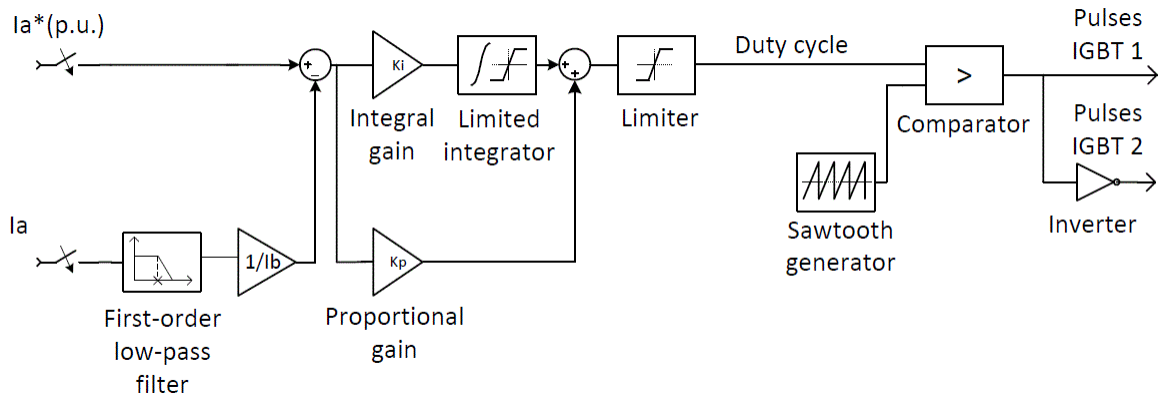 Ia*(p.u.)
Pulses
IGBT 1
Duty cycle
+
−
Ki
+
+
>
Integral
gain
Limited
integrator
Limiter
Comparator
Pulses
IGBT 2
Ia
1/Ib
Kp
Sawtooth
generator
Inverter
First-order
low-pass
filter
Proportional
gain